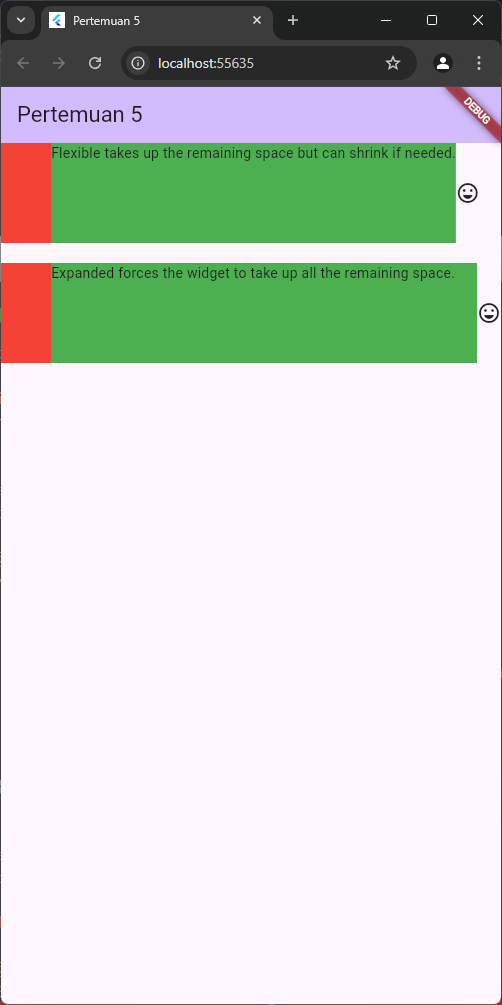 Pertemuan 5
localhost:55635
Pertemuan 5
DEBUG
Flexible takes up the remaining space but can shrink if needed.
Expanded forces the widget to take up all the remaining space.